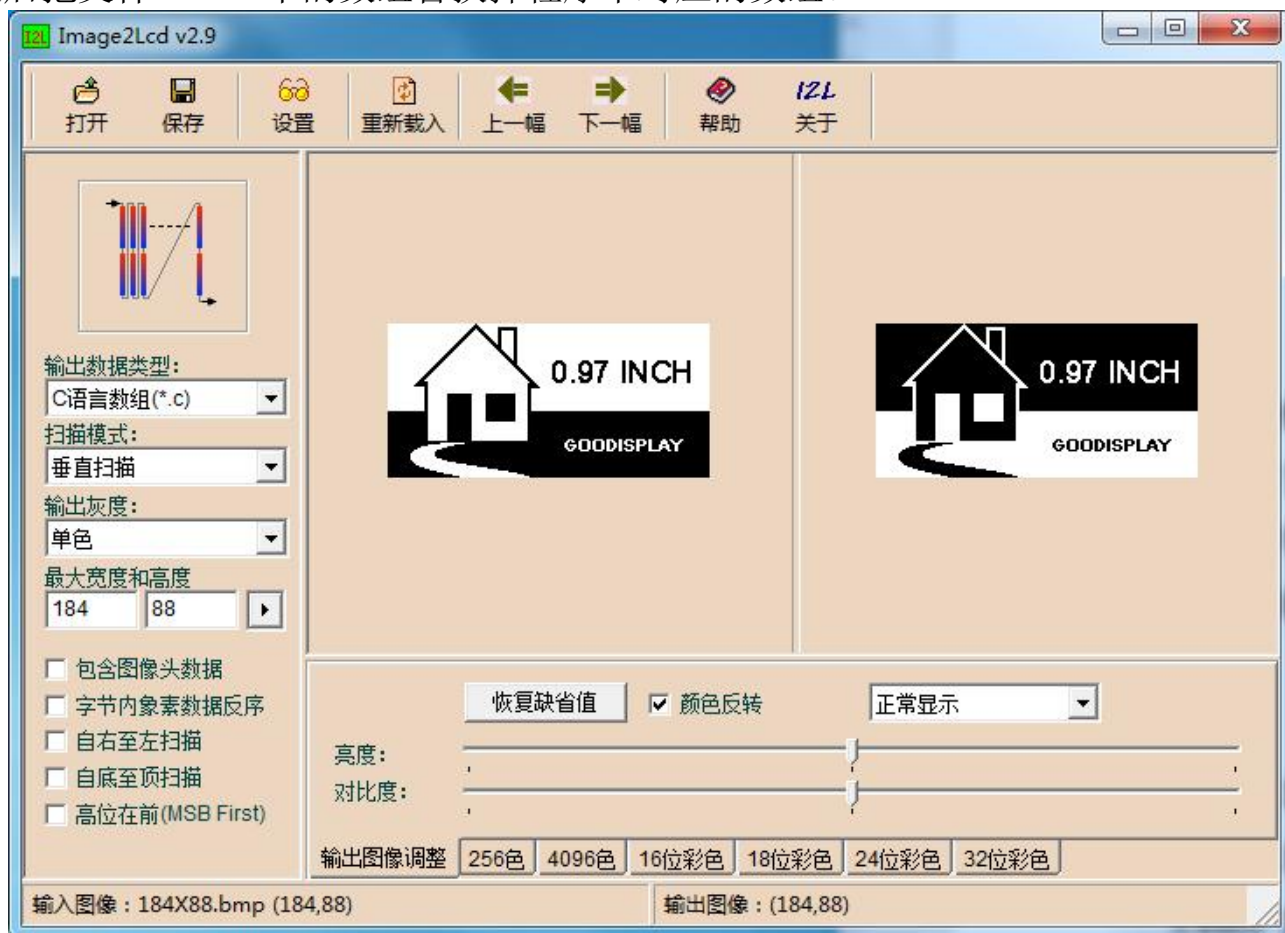 I2L Image2Lcd v2.9
打开 保存 设置 重新载入 上一幅 下一幅 帮助 关于
I2L
输出数据类型:
C语言数组(*.c)
扫描模式:
垂直扫描
输出灰度:
单色
最大宽度和高度
184 88
包含图像头数据
字节内象素数据反序
自右至左扫描
自底至顶扫描
高位在前(MSB First)
0.97 INCH
GOODISPLAY
0.97 INCH
GOODISPLAY
恢复缺省值 颜色反转 正常显示
亮度:
对比度:
输出图像调整 256色 4096色 16位彩色 18位彩色 24位彩色 32位彩色
输入图像:184X88.bmp (184,88) 输出图像:(184,88)